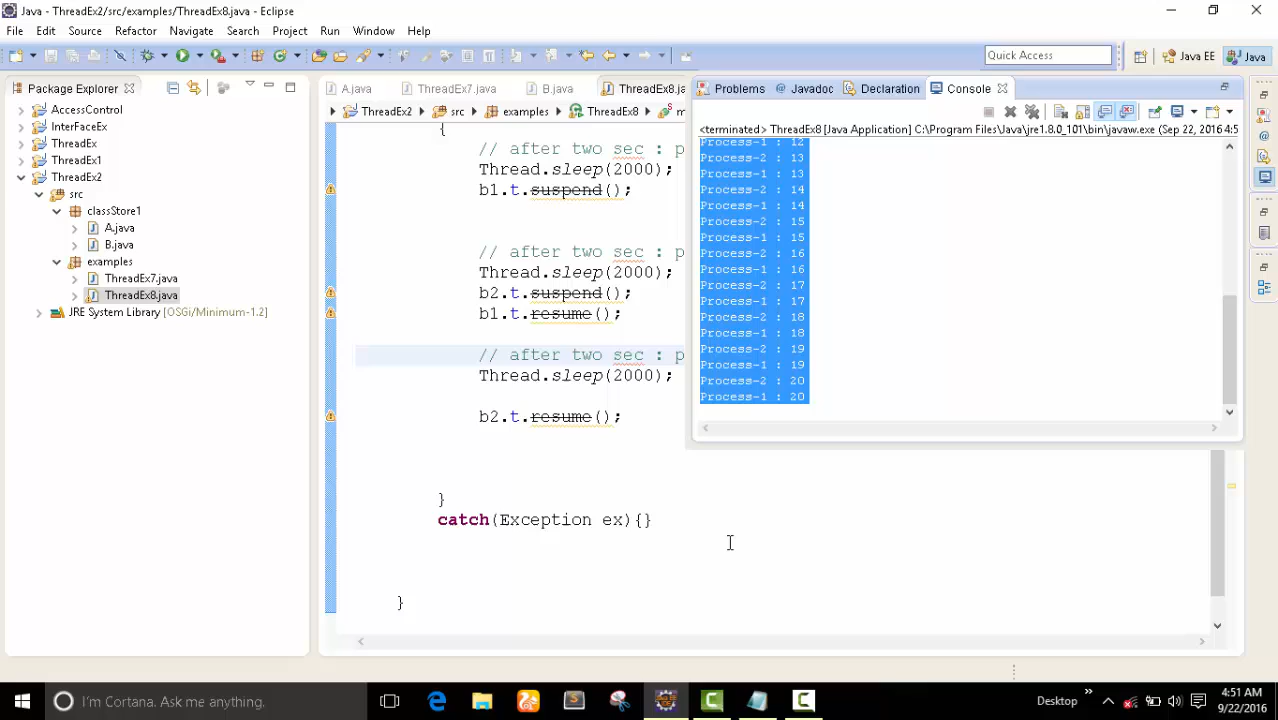 Java - ThreadEx2/src/examples/ThreadEx8.java - Eclipse
File Edit Source Refactor Navigate Search Project Run Window Help
Quick Access
Java EE
Java
Package Explorer
A.java
ThreadEx7.java
B.java
ThreadEx8.ja
Problems
@ Javadoc
Declaration
Console
AccessControl
InterFaceEx
ThreadEx
ThreadEx1
ThreadEx2
src
classStore1
A.java
B.java
examples
ThreadEx7.java
ThreadEx8.java
JRE System Library [OSGi/Minimum-1.2]
ThreadEx2 src examples ThreadEx8 m
{
// after two sec : p
Thread.sleep(2000);
b1.t.suspend();
// after two sec : p
Thread.sleep(2000);
b2.t.suspend();
b1.t.resume();
// after two sec : p
Thread.sleep(2000);
b2.t.resume();
}
catch(Exception ex){}
}
<terminated> ThreadEx8 [Java Application] C:\Program Files\Java\jre1.8.0_101\bin\javaw.exe (Sep 22, 2016 4:5
Process-1 : 12
Process-2 : 13
Process-1 : 13
Process-2 : 14
Process-1 : 14
Process-2 : 15
Process-1 : 15
Process-2 : 16
Process-1 : 16
Process-2 : 17
Process-1 : 17
Process-2 : 18
Process-1 : 18
Process-2 : 19
Process-1 : 19
Process-2 : 20
Process-1 : 20
I'm Cortana. Ask me anything.
Desktop
4:51 AM
9/22/2016